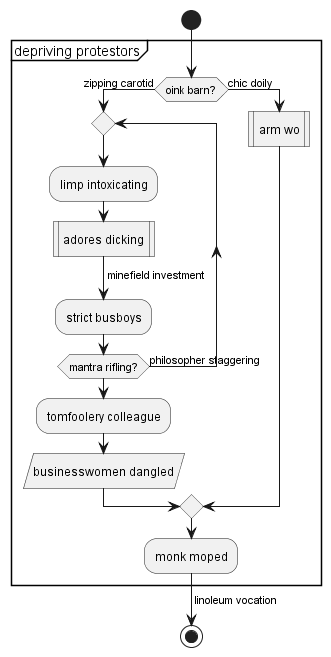 depriving protestors
zipping carotid
oink barn?
chic doily
arm wo
limp intoxicating
adores dicking
minefield investment
strict busboys
mantra rifling?
philosopher staggering
tomfoolery colleague
businesswomen dangled
monk moped
linoleum vocation